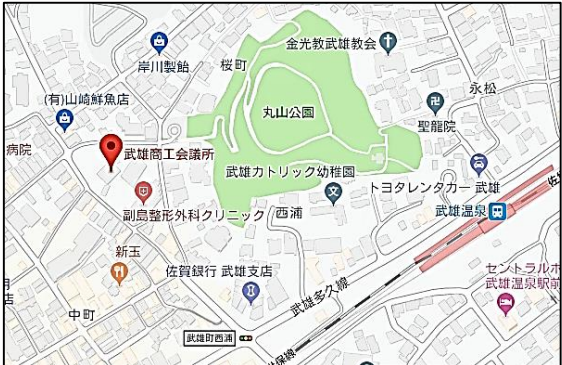 金光教武雄教会
岸川製飴
桜町
永松
(有)山崎鮮魚店
丸山公園
聖龍院
病院
武雄商工会議所
武雄カトリック幼稚園
トヨタレンタカー 武雄
副島整形外科クリニック
西浦
武雄温泉
新玉
佐賀銀行 武雄支店
セントラルホ
武雄温泉駅前
武雄多久線
中町
店
武雄町西浦